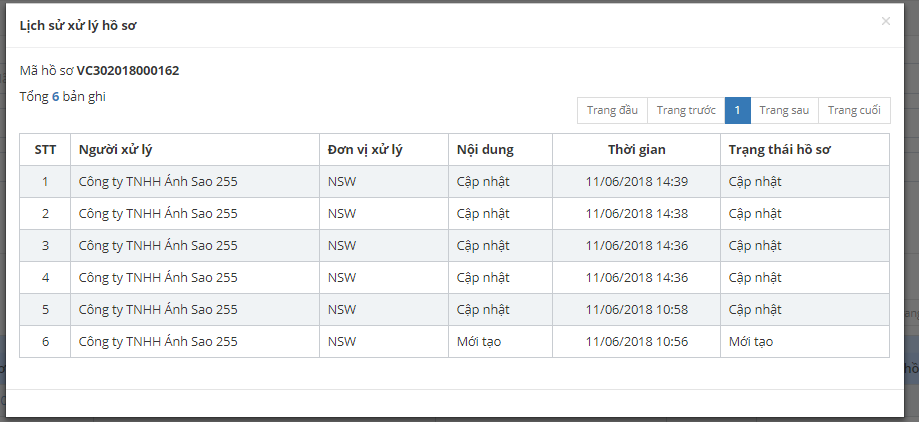 Lịch sử xử lý hồ sơ ×
Mã hồ sơ VC302018000162
Tổng 6 bản ghi
Trang đầu Trang trước 1 Trang sau Trang cuối
STT Người xử lý Đơn vị xử lý Nội dung Thời gian Trạng thái hồ sơ
1 Công ty TNHH Ánh Sao 255 NSW Cập nhật 11/06/2018 14:39 Cập nhật
2 Công ty TNHH Ánh Sao 255 NSW Cập nhật 11/06/2018 14:38 Cập nhật
3 Công ty TNHH Ánh Sao 255 NSW Cập nhật 11/06/2018 14:36 Cập nhật
4 Công ty TNHH Ánh Sao 255 NSW Cập nhật 11/06/2018 14:36 Cập nhật
5 Công ty TNHH Ánh Sao 255 NSW Cập nhật 11/06/2018 10:58 Cập nhật
6 Công ty TNHH Ánh Sao 255 NSW Mới tạo 11/06/2018 10:56 Mới tạo